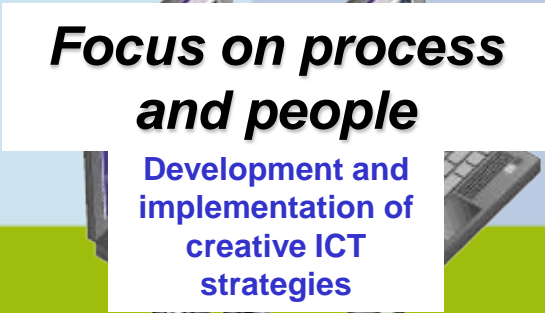 Focus on process
and people
Development and
implementation of
creative ICT
strategies